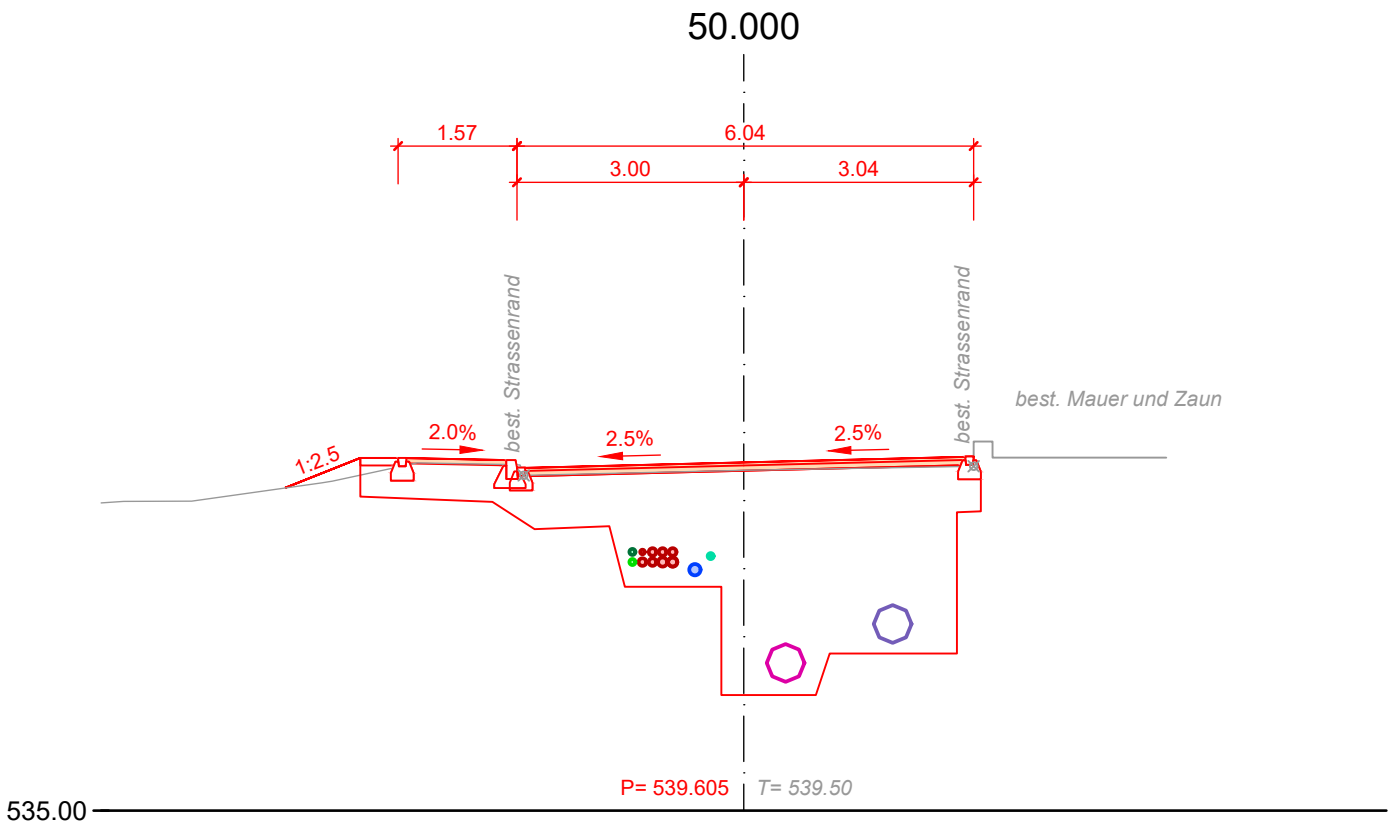 50.000
1.57
6.04
3.00
3.04
best. Strassenrand
best. Strassenrand
best. Mauer und Zaun
1:2.5
2.0%
2.5%
2.5%
P= 539.605
T= 539.50
535.00